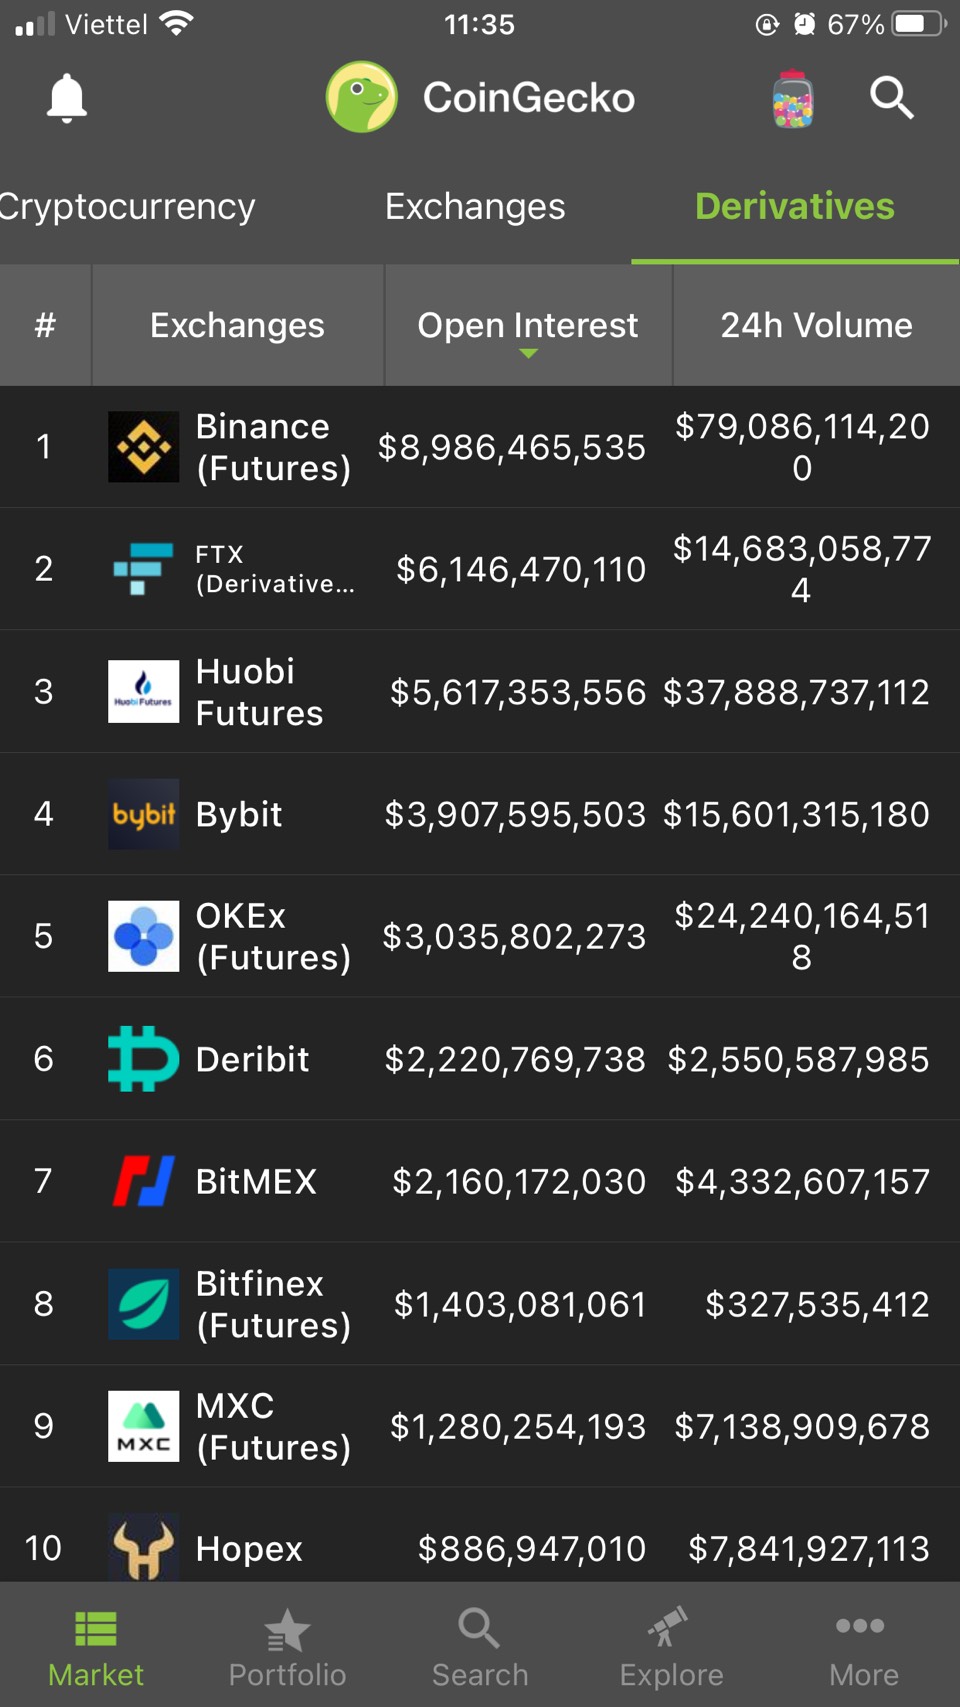 Viettel 11:35 67%
CoinGecko
Cryptocurrency Exchanges Derivatives
# Exchanges Open Interest 24h Volume
1 Binance (Futures) $8,986,465,535 $79,086,114,200
2 FTX (Derivative... $6,146,470,110 $14,683,058,774
3 Huobi Futures Huobi Futures $5,617,353,556 $37,888,737,112
4 bybit Bybit $3,907,595,503 $15,601,315,180
5 OKEx (Futures) $3,035,802,273 $24,240,164,518
6 Deribit $2,220,769,738 $2,550,587,985
7 BitMEX $2,160,172,030 $4,332,607,157
8 Bitfinex (Futures) $1,403,081,061 $327,535,412
9 MXC MXC (Futures) $1,280,254,193 $7,138,909,678
10 Hopex $886,947,010 $7,841,927,113
Market Portfolio Search Explore More